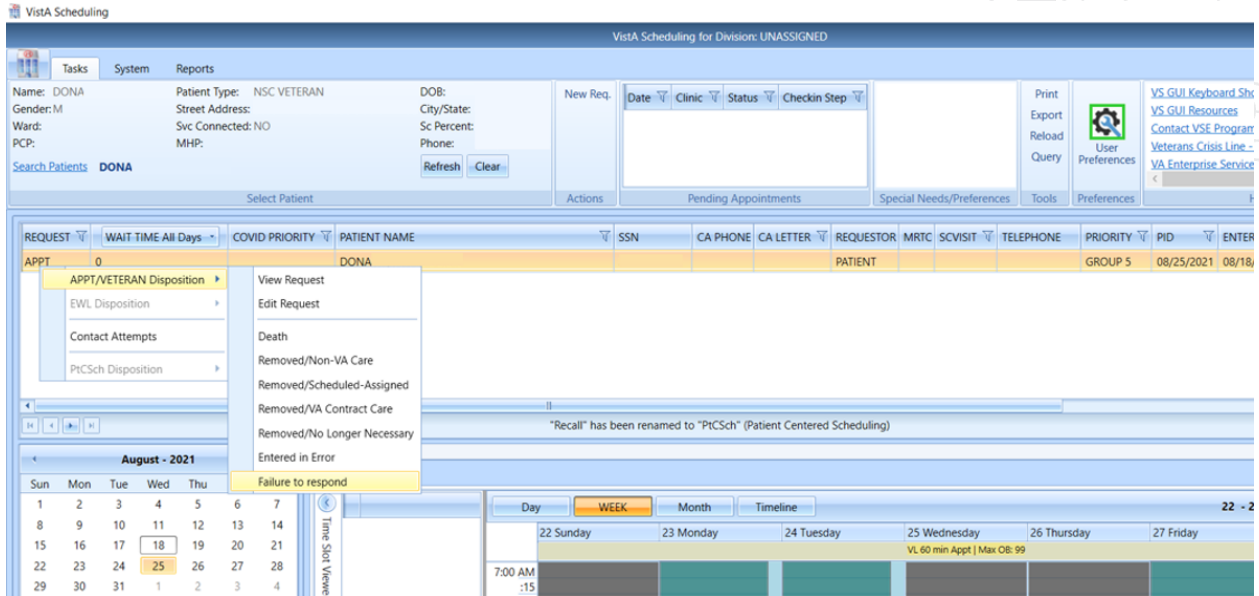 VistA Scheduling
VistA Scheduling for Division: UNASSIGNED
Tasks System Reports
Name: DONA Patient Type: NSC VETERAN DOB:
Gender: M Street Address: City/State:
Ward: Svc Connected: NO Sc Percent:
PCP: MHP: Phone:
Search Patients DONA Refresh Clear
Select Patient
New Req.
Actions
Date Clinic Status Checkin Step
Pending Appointments
Special Needs/Preferences
Print
Export
Reload
Query
Tools
User
Preferences
Preferences
VS GUI Keyboard Sho
VS GUI Resources
Contact VSE Program
Veterans Crisis Line -
VA Enterprise Service
H
REQUEST WAIT TIME All Days COVID PRIORITY PATIENT NAME SSN CA PHONE CA LETTER REQUESTOR MRTC SCVISIT TELEPHONE PRIORITY PID ENTER
APPT 0 DONA PATIENT GROUP 5 08/25/2021 08/18/
APPT/VETERAN Disposition
EWL Disposition
Contact Attempts
PtCSch Disposition
View Request
Edit Request
Death
Removed/Non-VA Care
Removed/Scheduled-Assigned
Removed/VA Contract Care
Removed/No Longer Necessary
Entered in Error
Failure to respond
"Recall" has been renamed to "PtCSch" (Patient Centered Scheduling)
August - 2021
Sun Mon Tue Wed Thu
1 2 3 4 5 6 7
8 9 10 11 12 13 14
15 16 17 18 19 20 21
22 23 24 25 26 27 28
29 30 31 1 2 3 4
Time Slot Viewe
Day WEEK Month Timeline 22 - 2
22 Sunday 23 Monday 24 Tuesday 25 Wednesday 26 Thursday 27 Friday
VL 60 min Appt | Max OB: 99
7:00 AM
:15